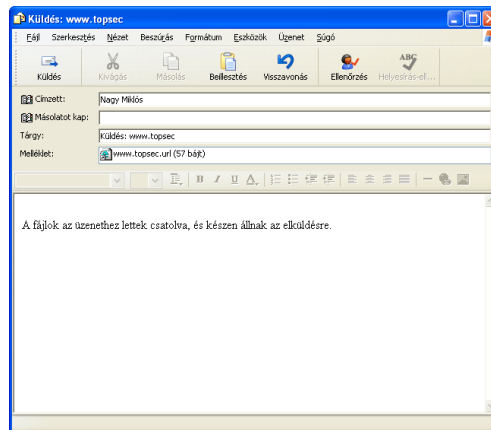 Küldés: www.topsec
Fájl Szerkesztés Nézet Beszúrás Formátum Eszközök Üzenet Súgó
Küldés Kivágás Másolás Beillesztés Visszavonás Ellenőrzés Helyesírás-ell...
Címzett: Nagy Miklós
Másolatot kap:
Tárgy: Küldés: www.topsec
Melléklet: www.topsec.url (57 bájt)
B I U A
A fájlok az üzenethez lettek csatolva, és készen állnak az elküldésre.